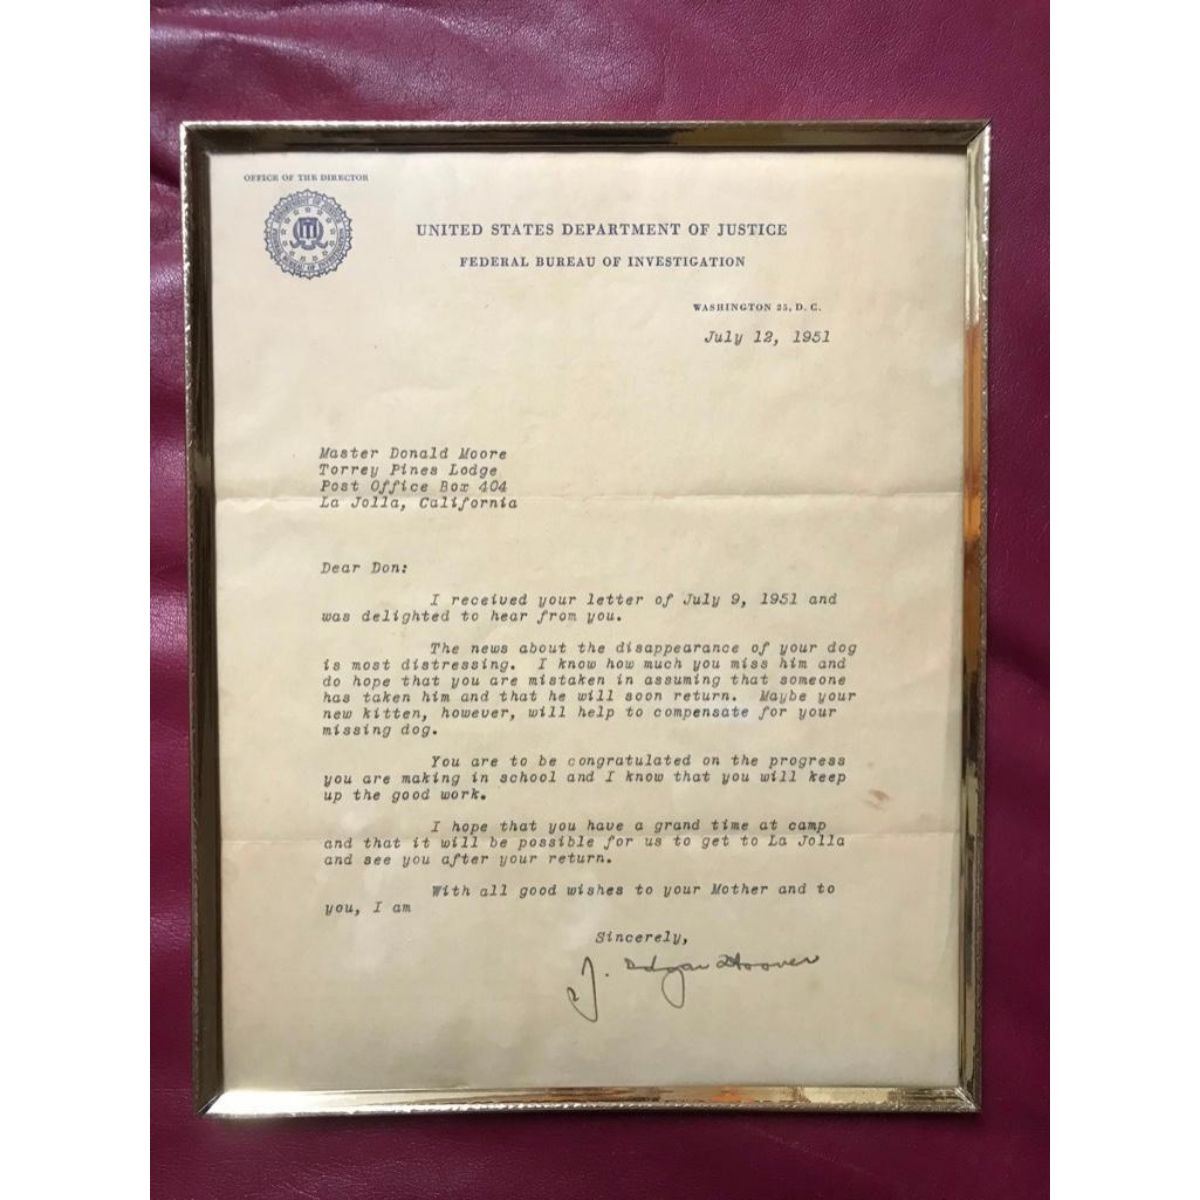 OFFICE OF THE DIRECTOR
UNITED STATES DEPARTMENT OF JUSTICE
FEDERAL BUREAU OF INVESTIGATION
WASHINGTON 25, D. C.
July 12, 1951
Master Donald Moore
Torrey Pines Lodge
Post Office Box 404
La Jolla, California
Dear Don:
I received your letter of July 9, 1951 and
was delighted to hear from you.
The news about the disappearance of your dog
is most distressing. I know how much you miss him and
do hope that you are mistaken in assuming that someone
has taken him and that he will soon return. Maybe your
new kitten, however, will help to compensate for your
missing dog.
You are to be congratulated on the progress
you are making in school and I know that you will keep
up the good work.
I hope that you have a grand time at camp
and that it will be possible for us to get to La Jolla
and see you after your return.
With all good wishes to your Mother and to
you, I am
Sincerely,
J. Edgar Hoover